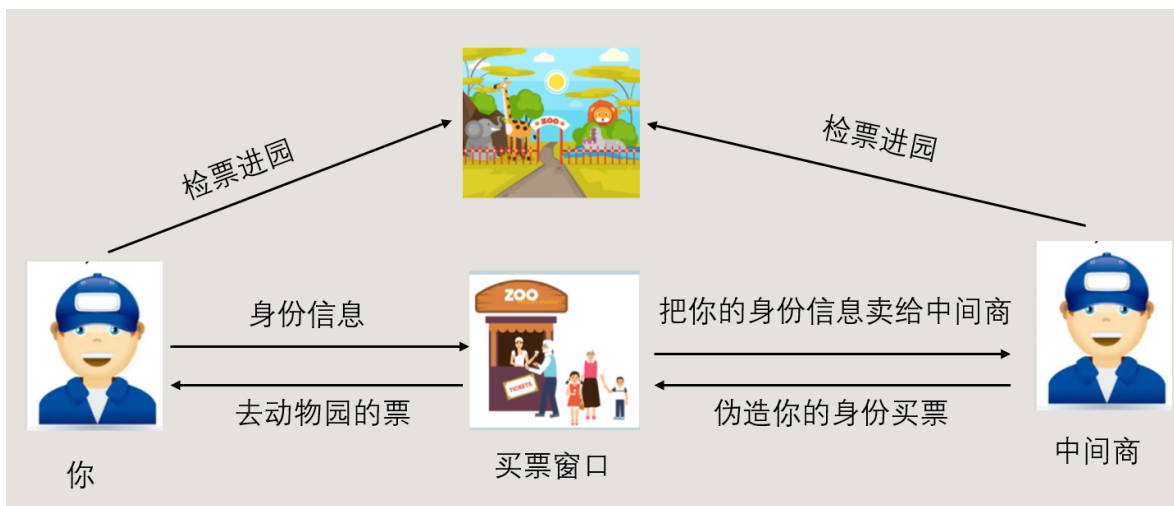 ZOO
检票进园
检票进园
ZOO
身份信息
把你的身份信息卖给中间商
TICKETS
去动物园的票
伪造你的身份买票
你
买票窗口
中间商